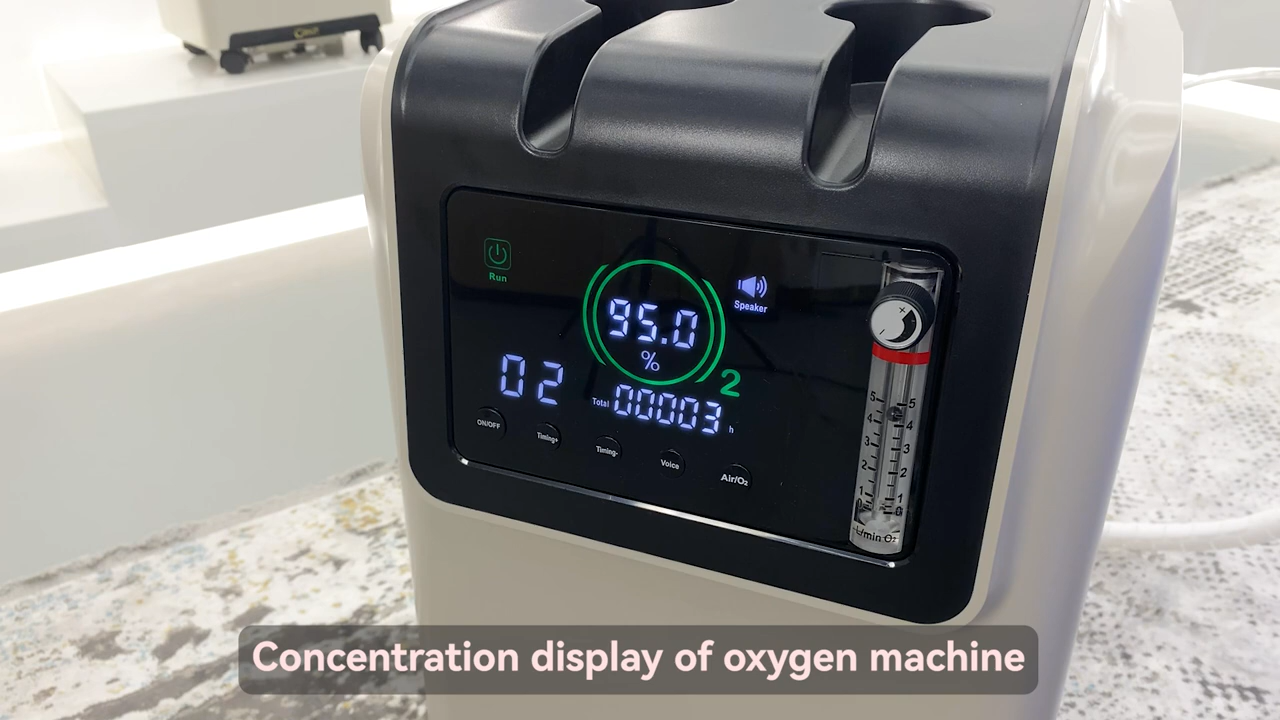 Run
95.0
%
2
Speaker
02
Total 00003 h
ON/OFF
Timing+
Timing-
Voice
Air/O₂
5 5
4 4
3 3
2 2
1 1
0
L/min O₂
Concentration display of oxygen machine